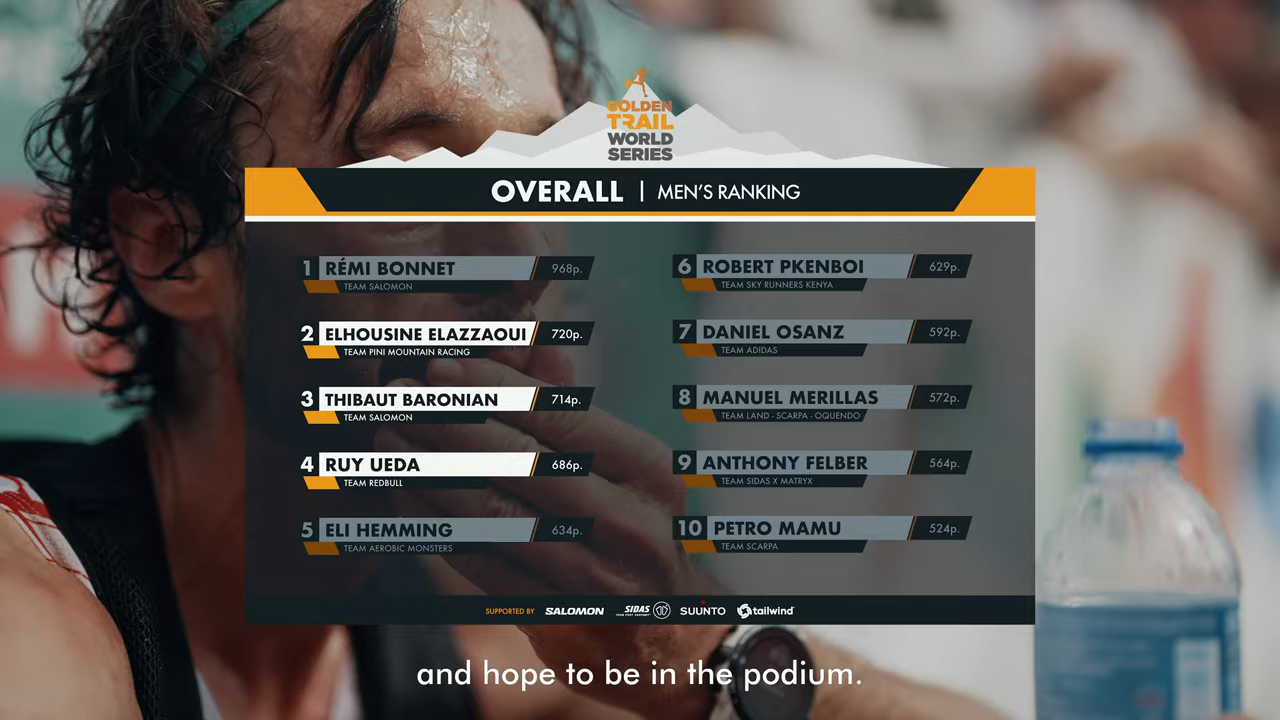 GOLDEN
TRAIL
WORLD
SERIES
OVERALL | MEN'S RANKING
1 RÉMI BONNET 968p.
TEAM SALOMON
2 ELHOUSINE ELAZZAOUI 720p.
TEAM PINI MOUNTAIN RACING
3 THIBAUT BARONIAN 714p.
TEAM SALOMON
4 RUY UEDA 686p.
TEAM REDBULL
5 ELI HEMMING 634p.
TEAM AEROBIC MONSTERS
6 ROBERT PKENBOI 629p.
TEAM SKY RUNNERS KENYA
7 DANIEL OSANZ 592p.
TEAM ADIDAS
8 MANUEL MERILLAS 572p.
TEAM LAND - SCARPA - OQUENDO
9 ANTHONY FELBER 564p.
TEAM SIDAS X MATRYX
10 PETRO MAMU 524p.
TEAM SCARPA
SUPPORTED BY SALOMON SIDAS SUUNTO tailwind
and hope to be in the podium.